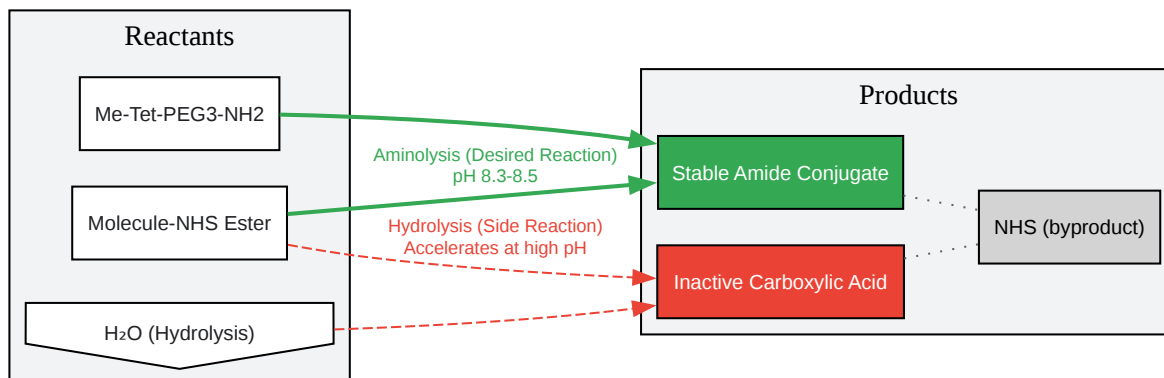 Reactants
Me-Tet-PEG3-NH2
Molecule-NHS Ester
H₂O (Hydrolysis)
Aminolysis (Desired Reaction)
pH 8.3-8.5
Hydrolysis (Side Reaction)
Accelerates at high pH
Products
Stable Amide Conjugate
Inactive Carboxylic Acid
NHS (byproduct)